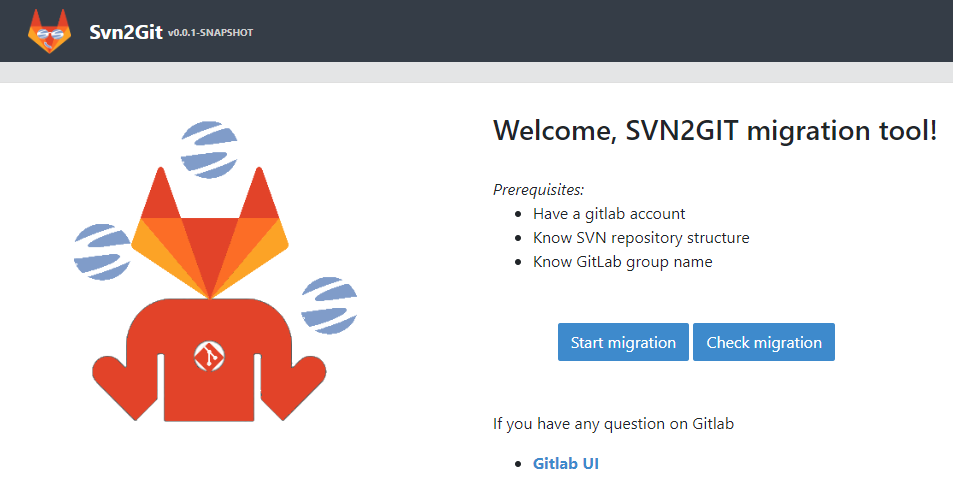 Svn2Git v0.0.1-SNAPSHOT
Welcome, SVN2GIT migration tool!
Prerequisites:
Have a gitlab account
Know SVN repository structure
Know GitLab group name
Start migration Check migration
If you have any question on Gitlab
Gitlab UI